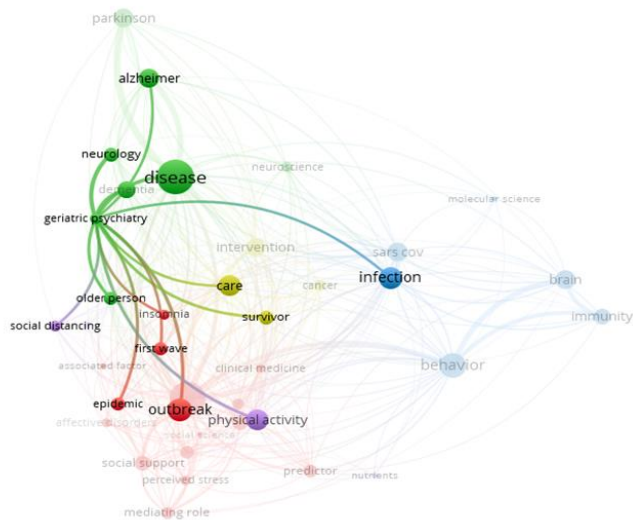 parkinson
alzheimer
neurology
disease
neuroscience
dementia
molecular science
geriatric psychiatry
intervention
sars cov
infection
brain
care
cancer
older person
insomnia
survivor
immunity
social distancing
first wave
associated factor
clinical medicine
behavior
epidemic
outbreak
physical activity
affective disorders
social science
social support
predictor
perceived stress
nutrients
mediating role